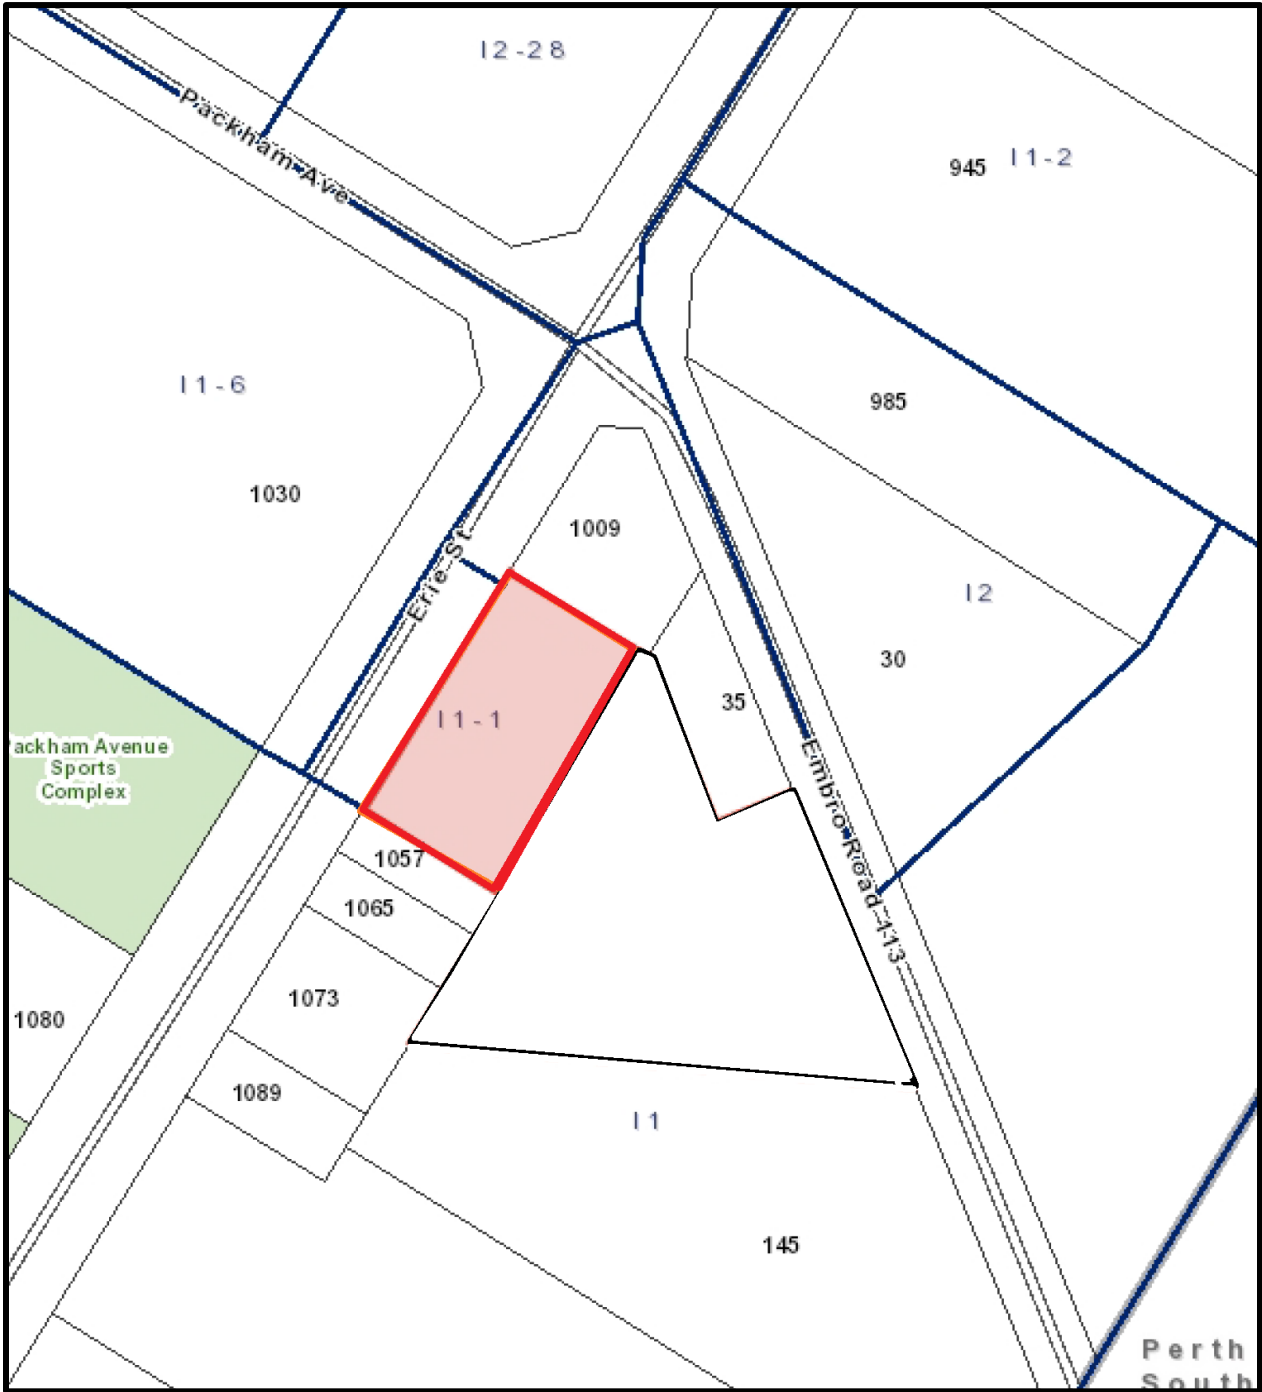 I2-28
Packham Ave
945
I1-2
I1-6
985
1030
1009
Erie St
I2
30
35
I1-1
ackham Avenue
Sports
Complex
Embro Road 113
1057
1065
1073
1080
1089
I1
145
Perth
South